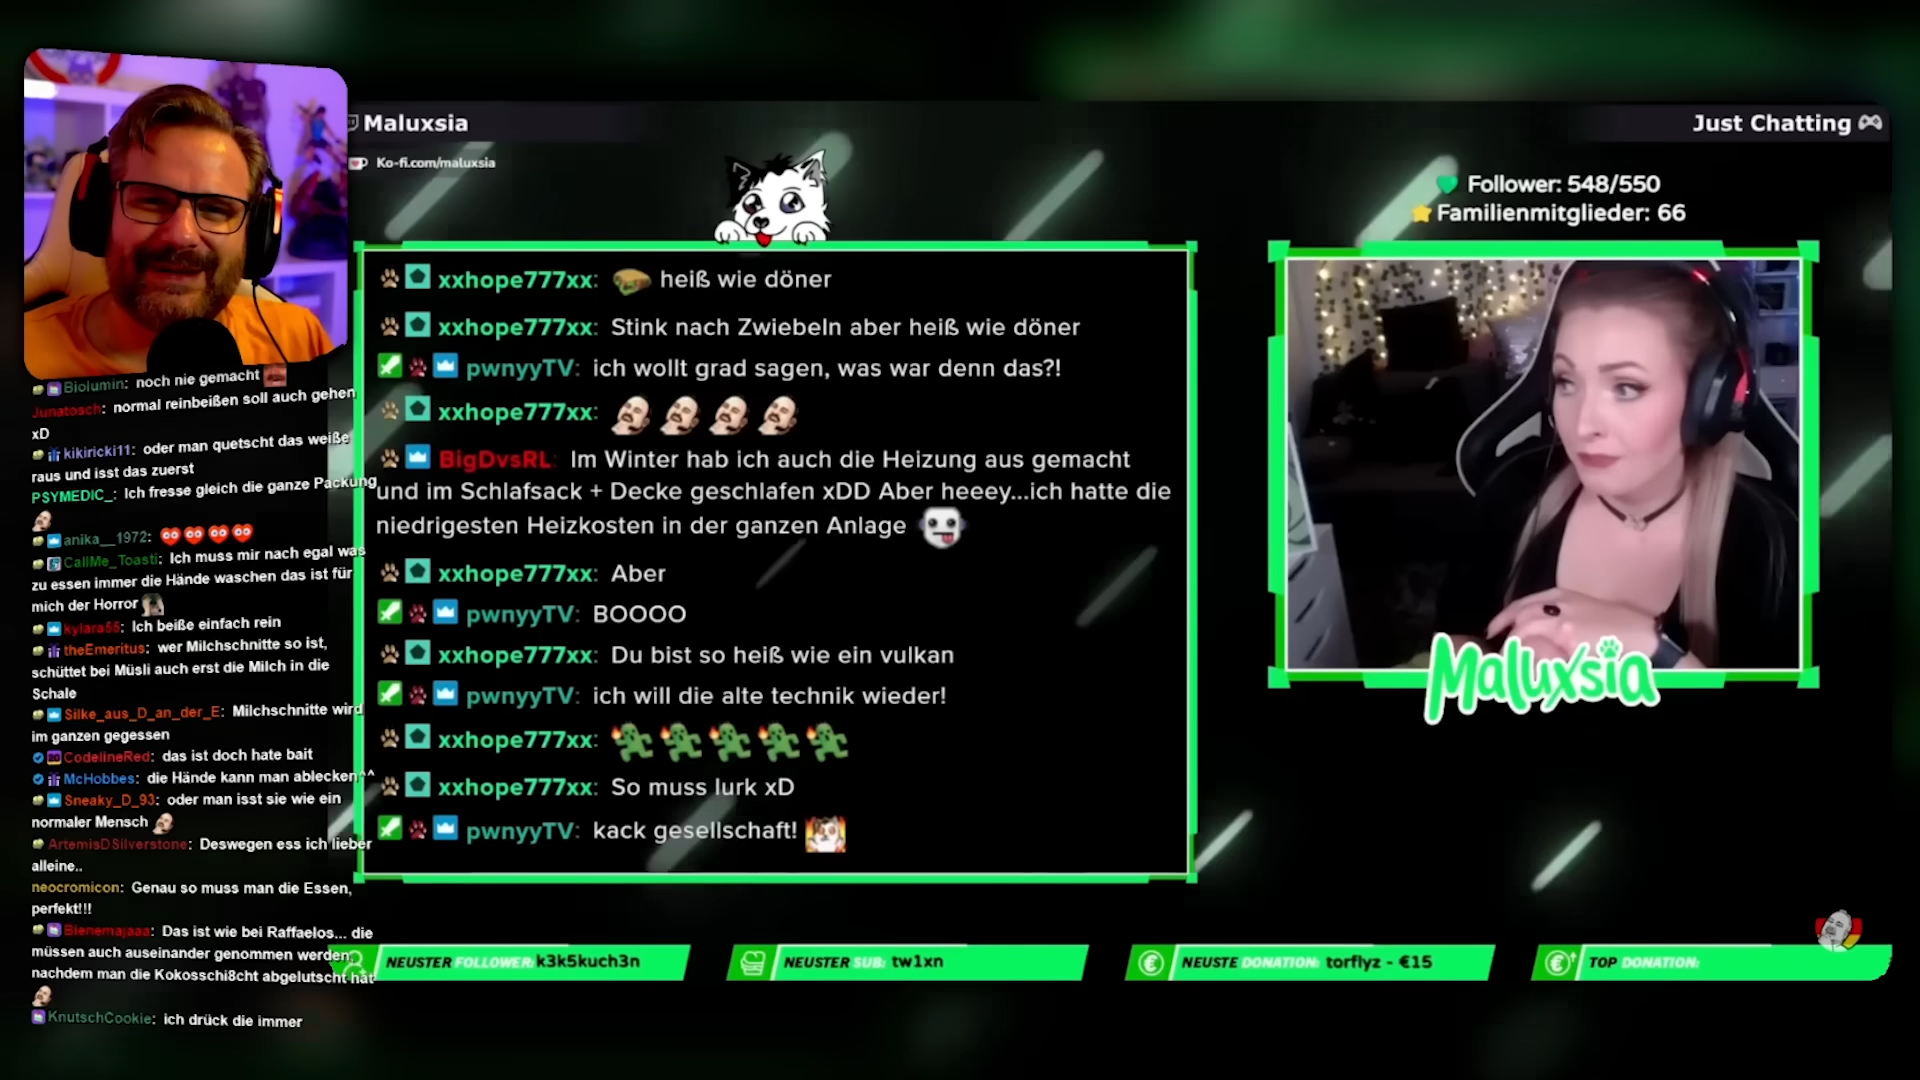 Maluxsia
Ko-fi.com/maluxsia
Just Chatting
Follower: 548/550
Familienmitglieder: 66
xxhope777xx: heiß wie döner
xxhope777xx: Stink nach Zwiebeln aber heiß wie döner
pwnyyTV: ich wollt grad sagen, was war denn das?!
xxhope777xx:
BigDvsRL: Im Winter hab ich auch die Heizung aus gemacht
und im Schlafsack + Decke geschlafen xDD Aber heeey...ich hatte die
niedrigesten Heizkosten in der ganzen Anlage
xxhope777xx: Aber
pwnyyTV: BOOOO
xxhope777xx: Du bist so heiß wie ein vulkan
pwnyyTV: ich will die alte technik wieder!
xxhope777xx:
xxhope777xx: So muss lurk xD
pwnyyTV: kack gesellschaft!
Maluxsia
Biolumin: noch nie gemacht
Junatosch: normal reinbeißen soll auch gehen
xD
kikiricki11: oder man quetscht das weiße
raus und isst das zuerst
PSYMEDIC_: Ich fresse gleich die ganze Packung
anika__1972:
CallMe_Toasti: Ich muss mir nach egal was
zu essen immer die Hände waschen das ist für
mich der Horror
kylara55: Ich beiße einfach rein
theEmeritus: wer Milchschnitte so ist,
schüttet bei Müsli auch erst die Milch in die
Schale
Silke_aus_D_an_der_E: Milchschnitte wird
im ganzen gegessen
CodelineRed: das ist doch hate bait
McHobbes: die Hände kann man ablecken^^
Sneaky_D_93: oder man isst sie wie ein
normaler Mensch
ArtemisDSilverstone: Deswegen ess ich lieber
alleine..
neocromicon: Genau so muss man die Essen,
perfekt!!!
Bienemajaaa: Das ist wie bei Raffaelos... die
müssen auch auseinander genommen werden,
nachdem man die Kokosschi8cht abgelutscht hat
KnutschCookie: ich drück die immer
NEUSTER FOLLOWER: k3k5kuch3n
NEUSTER SUB: tw1xn
NEUSTE DONATION: torflyz - €15
TOP DONATION: